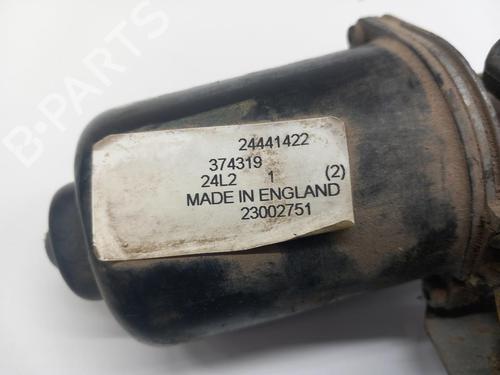 24441422
374319
24L2 1 (2)
MADE IN ENGLAND
23002751
B-PARTS